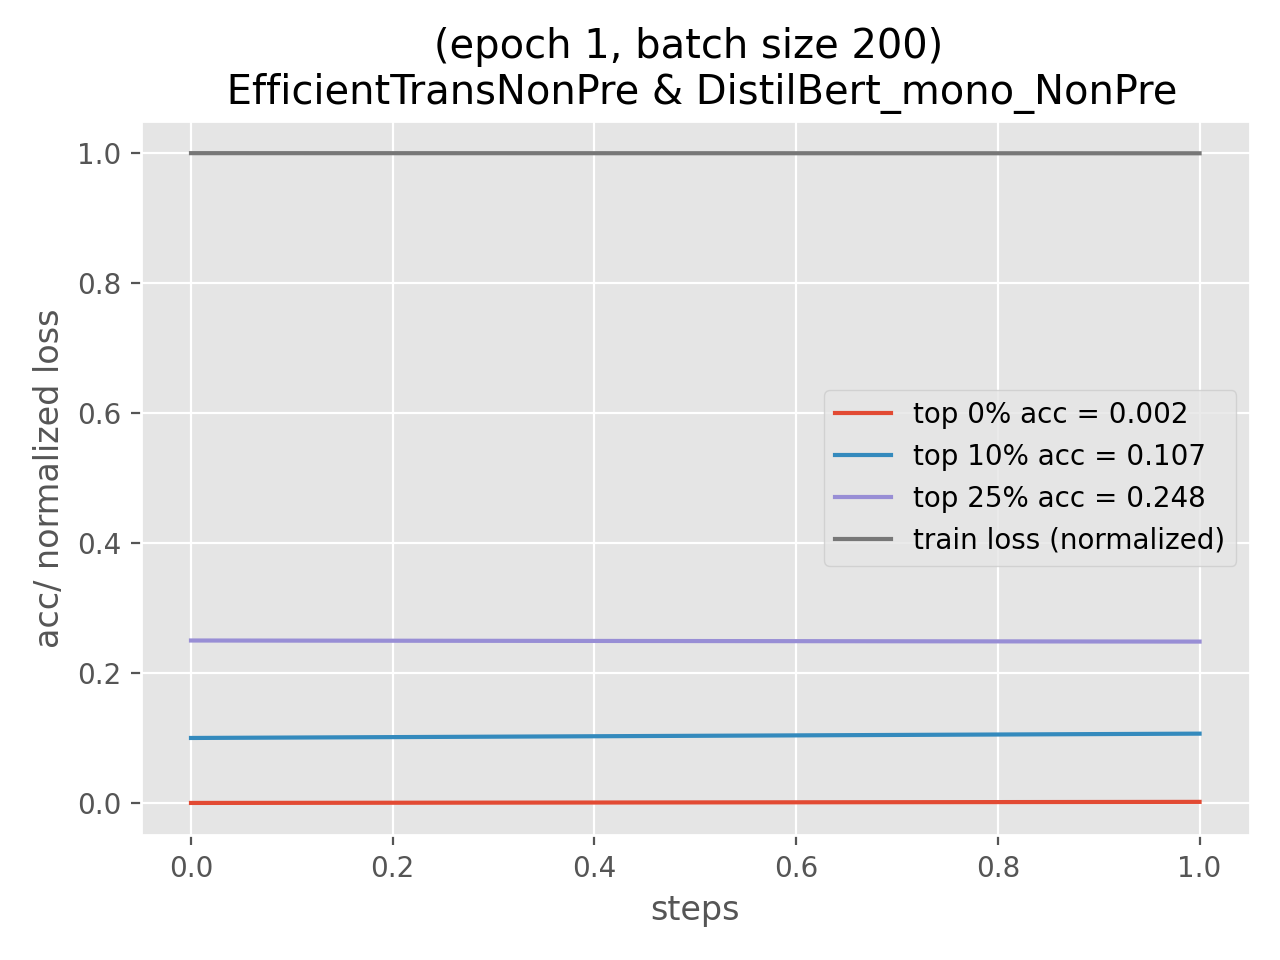 (epoch 1, batch size 200)
EfficientTransNonPre & DistilBert_mono_NonPre
acc/ normalized loss
1.0
0.8
0.6
0.4
0.2
0.0
top 0% acc = 0.002
top 10% acc = 0.107
top 25% acc = 0.248
train loss (normalized)
0.0 0.2 0.4 0.6 0.8 1.0
steps